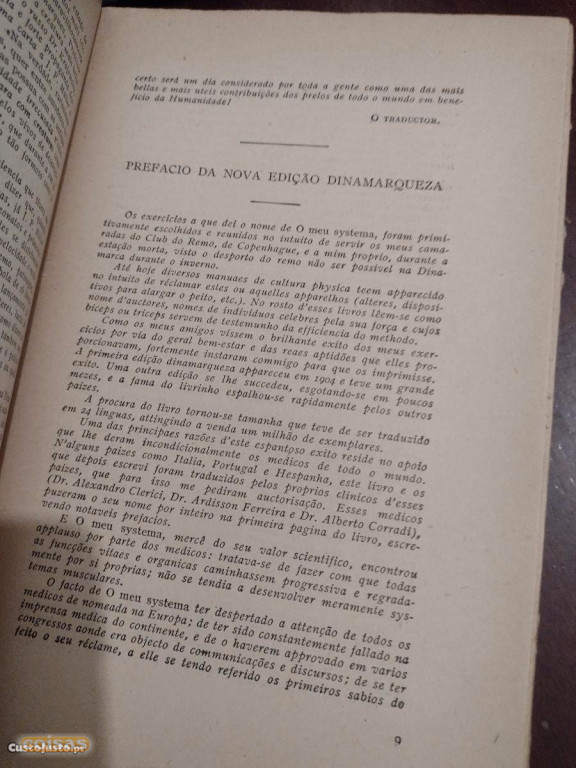 certo será um dia considerado por toda a gente como uma das mais
bellas e mais uteis contribuições dos prelos de todo o mundo em bene-
fício da Humanidade!
O TRADUCTOR.
PREFACIO DA NOVA EDIÇÃO DINAMARQUEZA
Os exercícios a que dei o nome de O meu systema, foram primi-
tivamente escolhidos e reunidos no intuito de servir os meus cama-
radas do Club do Remo, de Copenhague, e a mim proprio, durante a
estação morta, visto o desporto do remo não ser possivel na Dina-
marca durante o inverno.
Até hoje diversos manuaes de cultura physica teem apparecido
no intuito de réclamar estes ou aquelles apparelhos (alteres, disposi-
tivos para alargar o peito, etc.). No rosto d'esses livros lêem-se como
nome d'auctores, nomes de individuos celebres pela sua força e cujos
biceps ou triceps servem de testemunho da efficiencia do methodo.
Como os meus amigos vissem o brilhante exito dos meus exer-
cicios por via do geral bem-estar e das reaes aptidões que elles pro-
porcionavam, fortemente instaram commigo para que os imprimisse.
A primeira edição dinamarqueza appareceu em 1904 e teve um grande
exito. Uma outra edição se lhe succedeu, esgotando-se em poucos
mezes, e a fama do livrinho espalhou-se rapidamente pelos outros
paizes.
A procura do livro tornou-se tamanha que teve de ser traduzido
em 24 linguas, attingindo a venda um milhão de exemplares.
Uma das principaes razões d'este espantoso exito reside no apoio
que lhe deram incondicionalmente os medicos de todo o mundo.
N'alguns paizes como Italia, Portugal e Hespanha, este livro e os
que depois escrevi foram traduzidos pelos proprios clinicos d'esses
paizes, que para isso me pediram auctorisação. Esses medicos
(Dr. Alexandro Clerici, Dr. Ardisson Ferreira e Dr. Alberto Corradi),
puzeram o seu nome por inteiro na primeira pagina do livro, escre-
vendo notaveis prefacios.
E O meu systema, mercê do seu valor scientifico, encontrou
applauso por parte dos medicos: tratava-se de fazer com que todas
as funcções vitaes e organicas caminhassem progressiva e regrada-
mente por si proprias; não se tendia a desenvolver meramente sys-
temas musculares.
O facto de O meu systema ter despertado a attenção de todos os
medicos de nomeada na Europa; de ter sido constantemente fallado na
imprensa medica do continente, e de o haverem approvado em varios
congressos aonde era objecto de communicações e discursos; de se ter
feito o seu réclame, a elle se tendo referido os primeiros sabios de
9
coisas
CustoJusto.pt